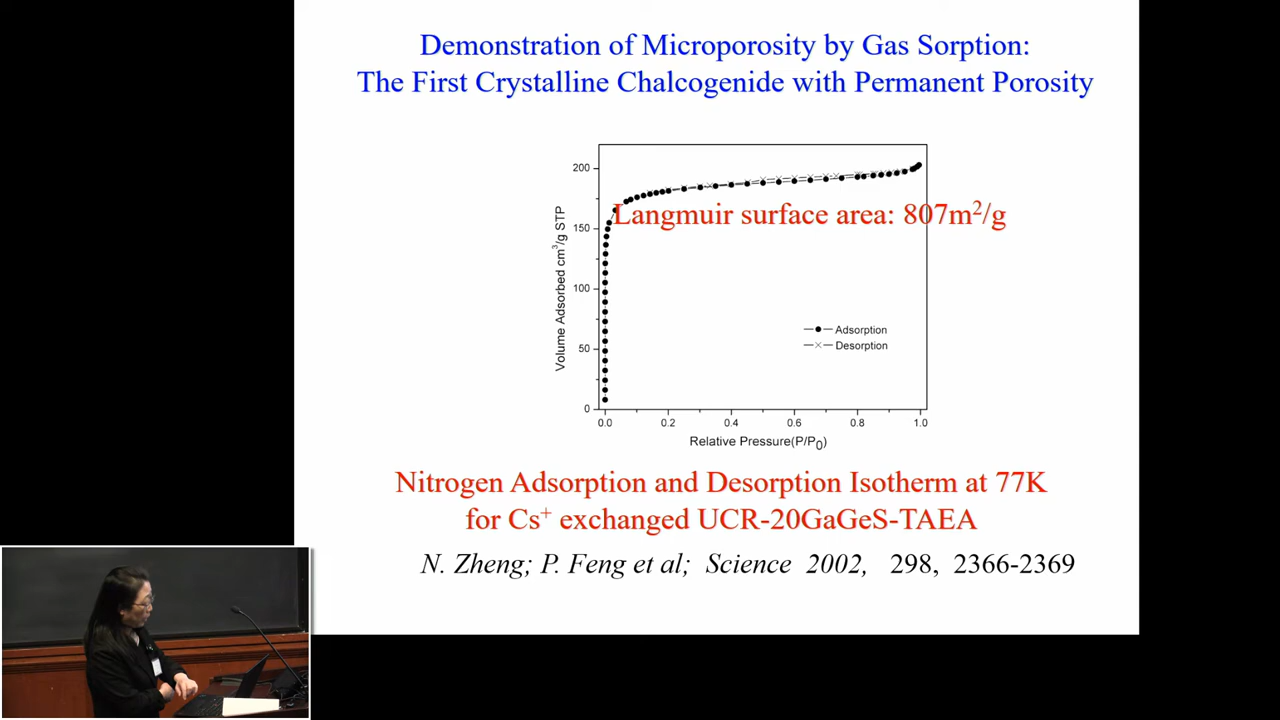 Demonstration of Microporosity by Gas Sorption:
The First Crystalline Chalcogenide with Permanent Porosity
200
150
100
50
0
Volume Adsorbed cm³/g STP
Langmuir surface area: 807m²/g
Adsorption
Desorption
0.0 0.2 0.4 0.6 0.8 1.0
Relative Pressure(P/P₀)
Nitrogen Adsorption and Desorption Isotherm at 77K
for Cs⁺ exchanged UCR-20GaGeS-TAEA
N. Zheng; P. Feng et al; Science 2002, 298, 2366-2369